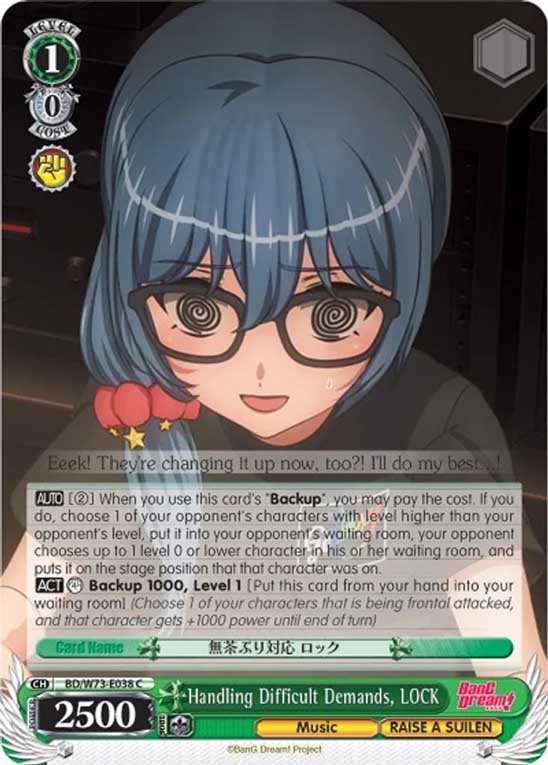 LEVEL
1
0
COST
Eeek! They're changing it up now, too?! I'll do my best...!
AUTO [②] When you use this card's "Backup", you may pay the cost. If you
do, choose 1 of your opponent's characters with level higher than your
opponent's level, put it into your opponent's waiting room, your opponent
chooses up to 1 level 0 or lower character in his or her waiting room, and
puts it on the stage position that that character was on.
ACT Backup 1000, Level 1 [Put this card from your hand into your
waiting room] (Choose 1 of your characters that is being frontal attacked,
and that character gets +1000 power until end of turn)
Card Name 無茶ぶり対応 ロック
CH BD/W73-E038 C
Handling Difficult Demands, LOCK
BanG Dream!
POWER 2500 SOUL
Music
RAISE A SUILEN
©BanG Dream! Project